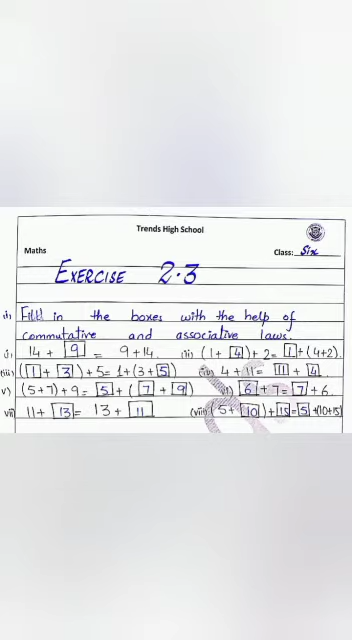 Trends High School
Maths
Class: Six
EXERCISE 2.3
Fill in the boxes with the help of
commutative and associative laws.
i) 14 + 9 = 9+14 (ii) (1+ 4)+ 2= 1+(4+2).
(iii) (1+ 3)+5= 1+(3+5) (iv) 4 + 11= 11 + 4
v) (5+7)+9= 5+ (7 + 9) 6+7= 7+6.
vii) 11+ 13= 13+ 11 (viii) (5+ 10)+15=5+(10+15)